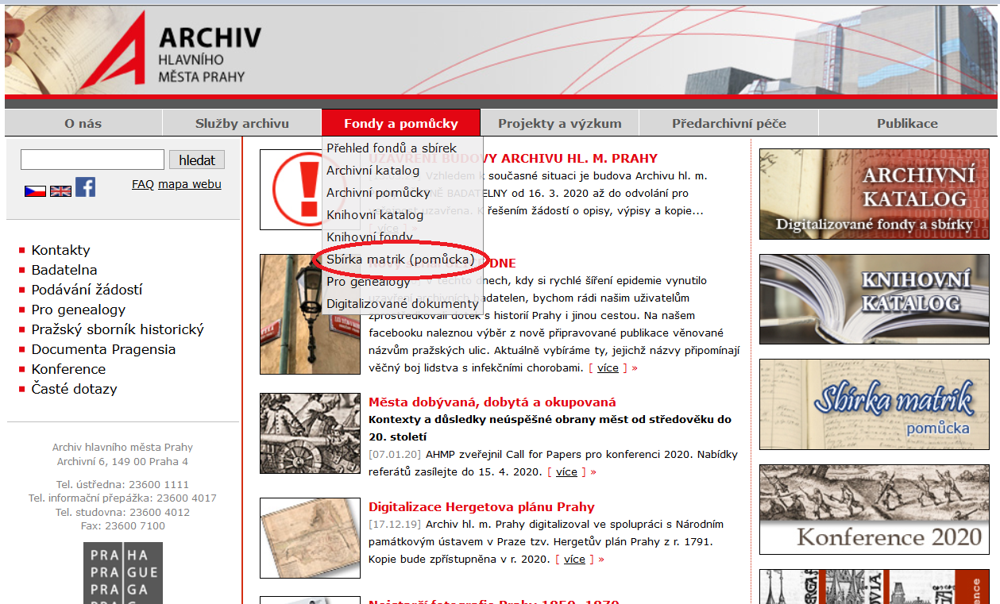 ARCHIV
HLAVNÍHO
MĚSTA PRAHY
O nás
Služby archivu
Fondy a pomůcky
Projekty a výzkum
Předarchivní péče
Publikace
hledat
FAQ mapa webu
Kontakty
Badatelna
Podávání žádostí
Pro genealogy
Pražský sborník historický
Documenta Pragensia
Konference
Časté dotazy
Archiv hlavního města Prahy
Archivní 6, 149 00 Praha 4
Tel. ústředna: 23600 1111
Tel. informační přepážka: 23600 4017
Tel. studovna: 23600 4012
Fax: 23600 7100
PRAHA
PRAGUE
PRAGA
Přehled fondů a sbírek
Archivní katalog
Archivní pomůcky
Knihovní katalog
Knihovní fondy
Sbírka matrik (pomůcka)
Pro genealogy
Digitalizované dokumenty
UZAVŘENÍ BUDOVY ARCHIVU HL. M. PRAHY
Vzhledem k současné situaci je budova Archivu hl. m.
BADATELNY od 16. 3. 2020 až do odvolání pro
uzavřena. K řešením žádostí o opisy, výpisy a kopie...
[ více ] »
DNE
v těchto dnech, kdy si rychlé šíření epidemie vynutilo
uzavření archivních badatelen, bychom rádi našim uživatelům
zprostředkovali dotek s historií Prahy i jinou cestou. Na našem
facebooku naleznou výběr z nově připravované publikace věnované
názvům pražských ulic. Aktuálně vybíráme ty, jejichž názvy připomínají
věčný boj lidstva s infekčními chorobami. [ více ] »
Města dobývaná, dobytá a okupovaná
Kontexty a důsledky neúspěšné obrany měst od středověku do
20. století
[07.01.20] AHMP zveřejnil Call for Papers pro konferenci 2020. Nabídky
referátů zasílejte do 15. 4. 2020. [ více ] »
Digitalizace Hergetova plánu Prahy
[17.12.19] Archiv hl. m. Prahy digitalizoval ve spolupráci s Národním
památkovým ústavem v Praze tzv. Hergetův plán Prahy z r. 1791.
Kopie bude zpřístupněna v r. 2020. [ více ] »
Nejstarší fotografie Prahy 1850–1870
ARCHIVNÍ
KATALOG
Digitalizované fondy a sbírky
KNIHOVNÍ
KATALOG
Sbírka matrik
pomůcka
Konference 2020